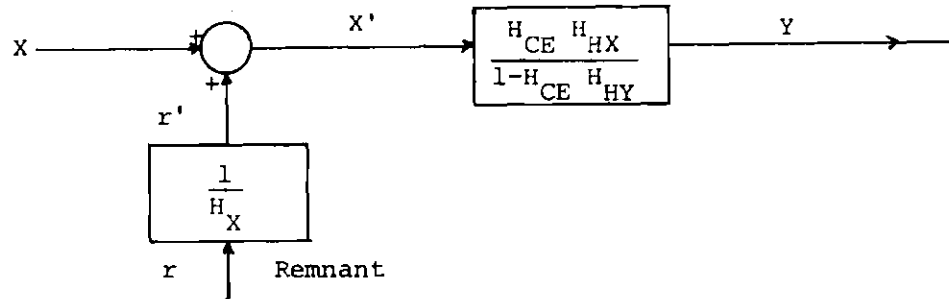 X
+
X'
H_CE H_HX
1-H_CE H_HY
Y
+
r'
1
H_X
r Remnant